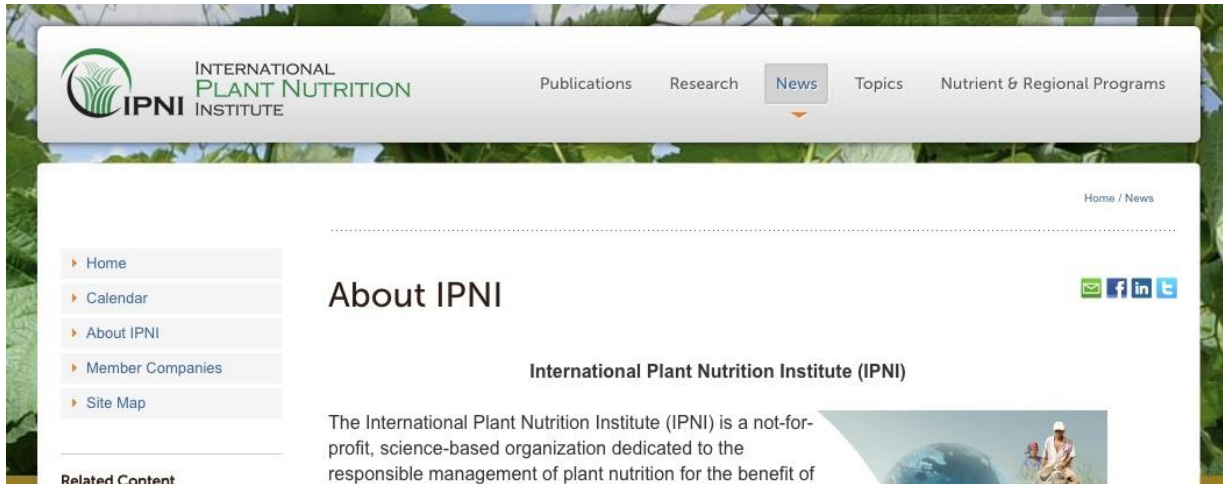 INTERNATIONAL
PLANT NUTRITION
INSTITUTE
IPNI
Publications Research News Topics Nutrient & Regional Programs
Home / News
Home
Calendar
About IPNI
Member Companies
Site Map
Related Content
About IPNI
International Plant Nutrition Institute (IPNI)
The International Plant Nutrition Institute (IPNI) is a not-for-
profit, science-based organization dedicated to the
responsible management of plant nutrition for the benefit of